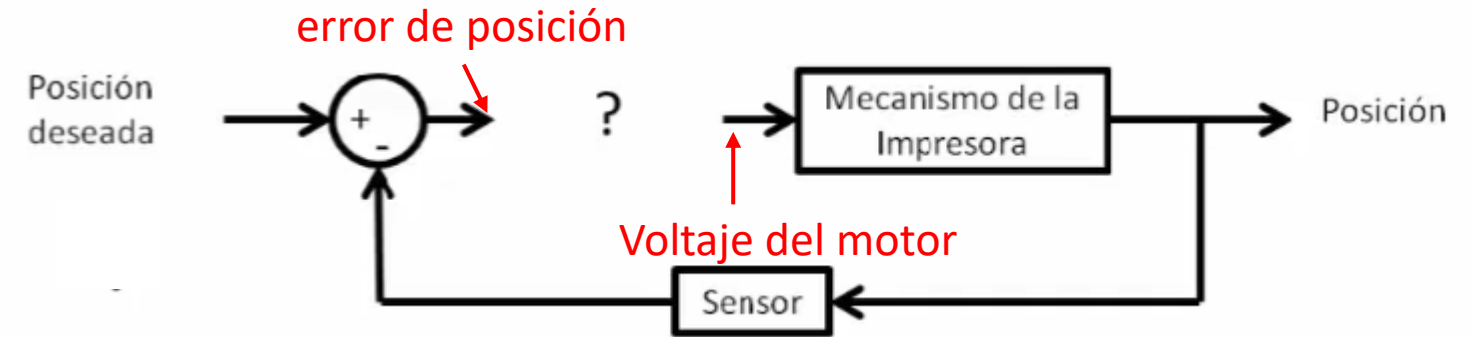 error de posición
Posición
deseada
+
-
?
Mecanismo de la
Impresora
Posición
Voltaje del motor
Sensor